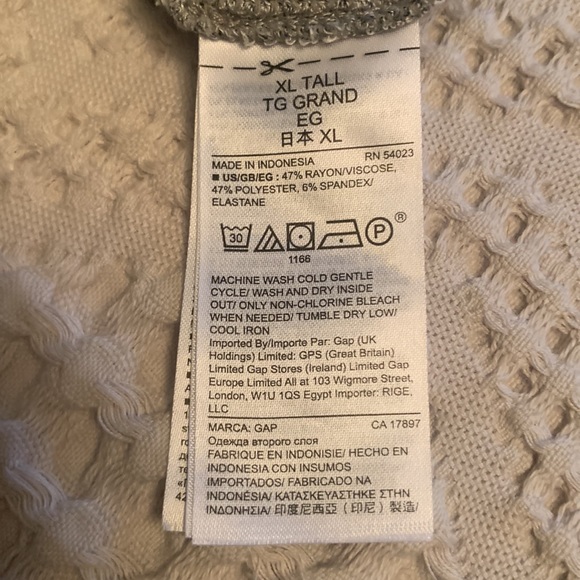 XL TALL
TG GRAND
EG
日本 XL
MADE IN INDONESIA RN 54023
■ US/GB/EG : 47% RAYON/VISCOSE,
47% POLYESTER, 6% SPANDEX/
ELASTANE
30 P ®
1166
MACHINE WASH COLD GENTLE
CYCLE/ WASH AND DRY INSIDE
OUT/ ONLY NON-CHLORINE BLEACH
WHEN NEEDED/ TUMBLE DRY LOW/
COOL IRON
Imported By/Importe Par: Gap (UK
Holdings) Limited: GPS (Great Britain)
Limited Gap Stores (Ireland) Limited Gap
Europe Limited All at 103 Wigmore Street,
London, W1U 1QS Egypt Importer: RIGE,
LLC
MARCA: GAP CA 17897
Одежда второго слоя
FABRIQUE EN INDONISIE/ HECHO EN
INDONESIA CON INSUMOS
IMPORTADOS/ FABRICADO NA
INDONÉSIA/ ΚΑΤΑΣΚΕΥΑΣΤΗΚΕ ΣΤΗΝ
ΙΝΔΟΝΗΣΙΑ/ 印度尼西亞（印尼）製造/